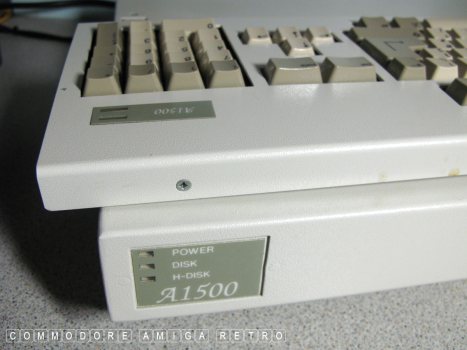 A1500
POWER
DISK
H-DISK
A1500
COMMODORE AMIGA RETRO